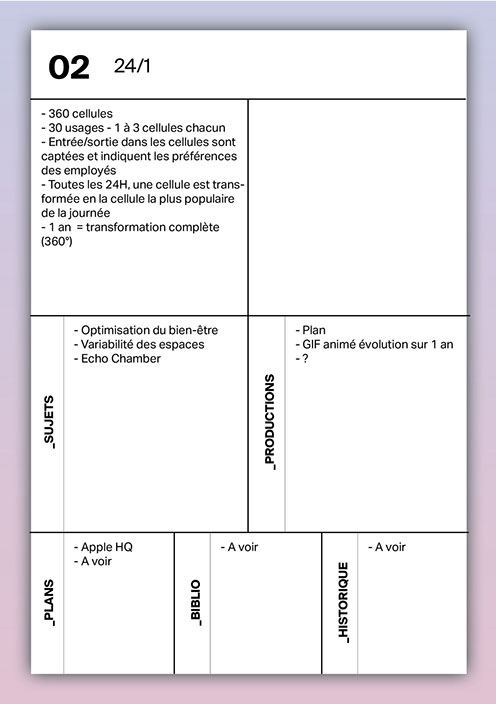 02 24/1
- 360 cellules
- 30 usages - 1 à 3 cellules chacun
- Entrée/sortie dans les cellules sont
captées et indiquent les préférences
des employés
- Toutes les 24H, une cellule est trans-
formée en la cellule la plus populaire
de la journée
- 1 an = transformation complète
(360°)
_SUJETS
- Optimisation du bien-être
- Variabilité des espaces
- Echo Chamber
_PRODUCTIONS
- Plan
- GIF animé évolution sur 1 an
- ?
_PLANS
- Apple HQ
- A voir
_BIBLIO
- A voir
_HISTORIQUE
- A voir